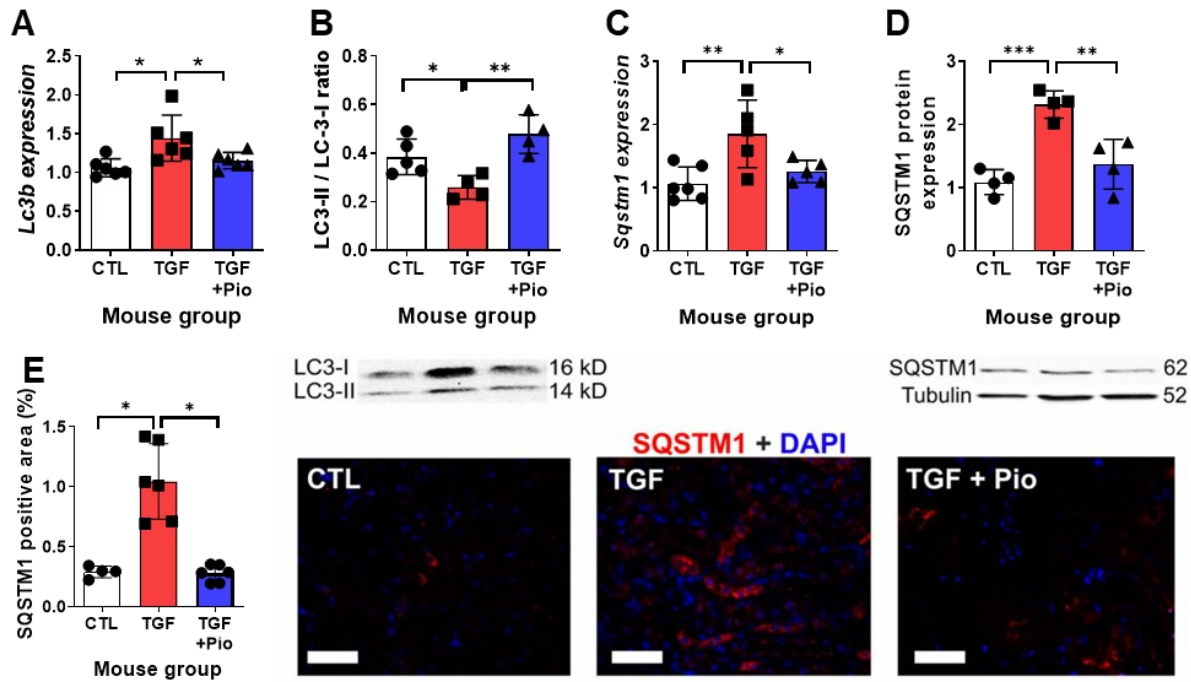 A
Lc3b expression
2.5
2.0
1.5
1.0
0.5
0.0
*
*
CTL
TGF
TGF
+Pio
Mouse group
B
LC3-II / LC-3-I ratio
0.8
0.6
0.4
0.2
0.0
*
**
CTL
TGF
TGF
+Pio
Mouse group
C
Sqstm1 expression
3
2
1
0
**
*
CTL
TGF
TGF
+Pio
Mouse group
D
SQSTM1 protein
expression
3
2
1
0
***
**
CTL
TGF
TGF
+Pio
Mouse group
E
SQSTM1 positive area (%)
1.5
1.0
0.5
0.0
*
*
CTL
TGF
TGF
+Pio
Mouse group
LC3-I
16 kD
LC3-II
14 kD
SQSTM1
62
Tubulin
52
SQSTM1 + DAPI
CTL
TGF
TGF + Pio